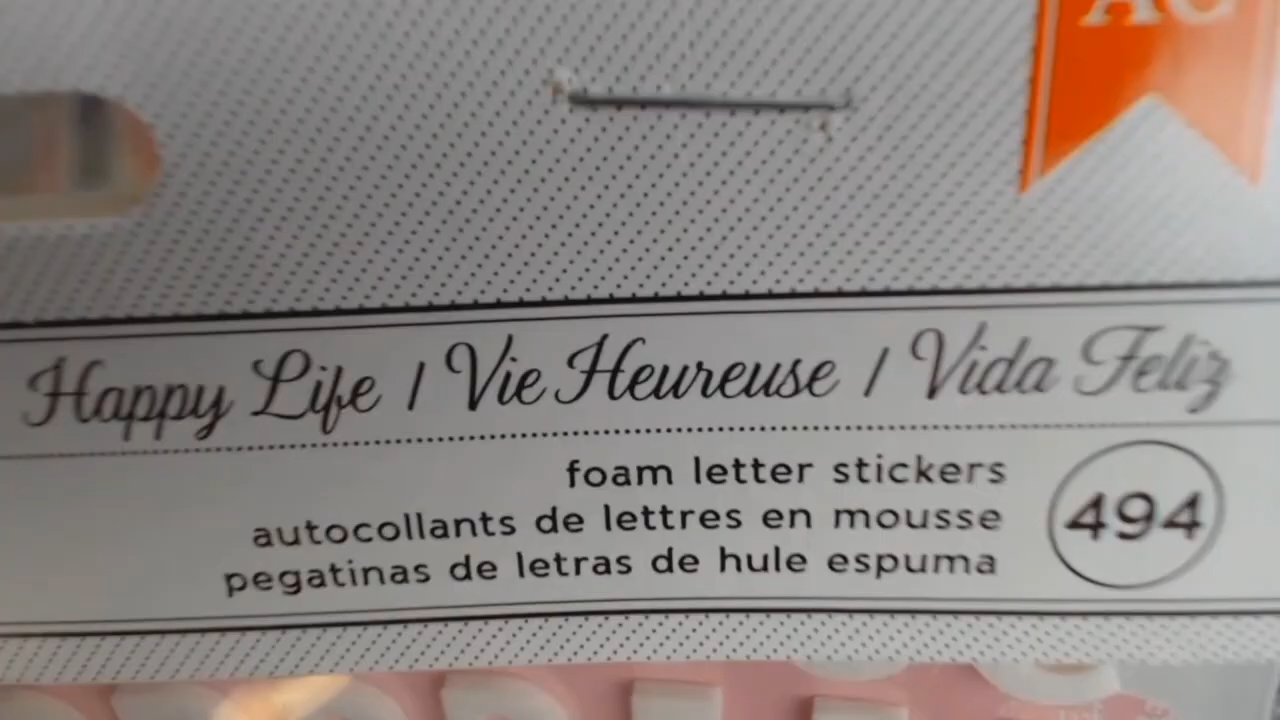 AC
Happy Life / Vie Heureuse / Vida Feliz
foam letter stickers
autocollants de lettres en mousse
pegatinas de letras de hule espuma
494